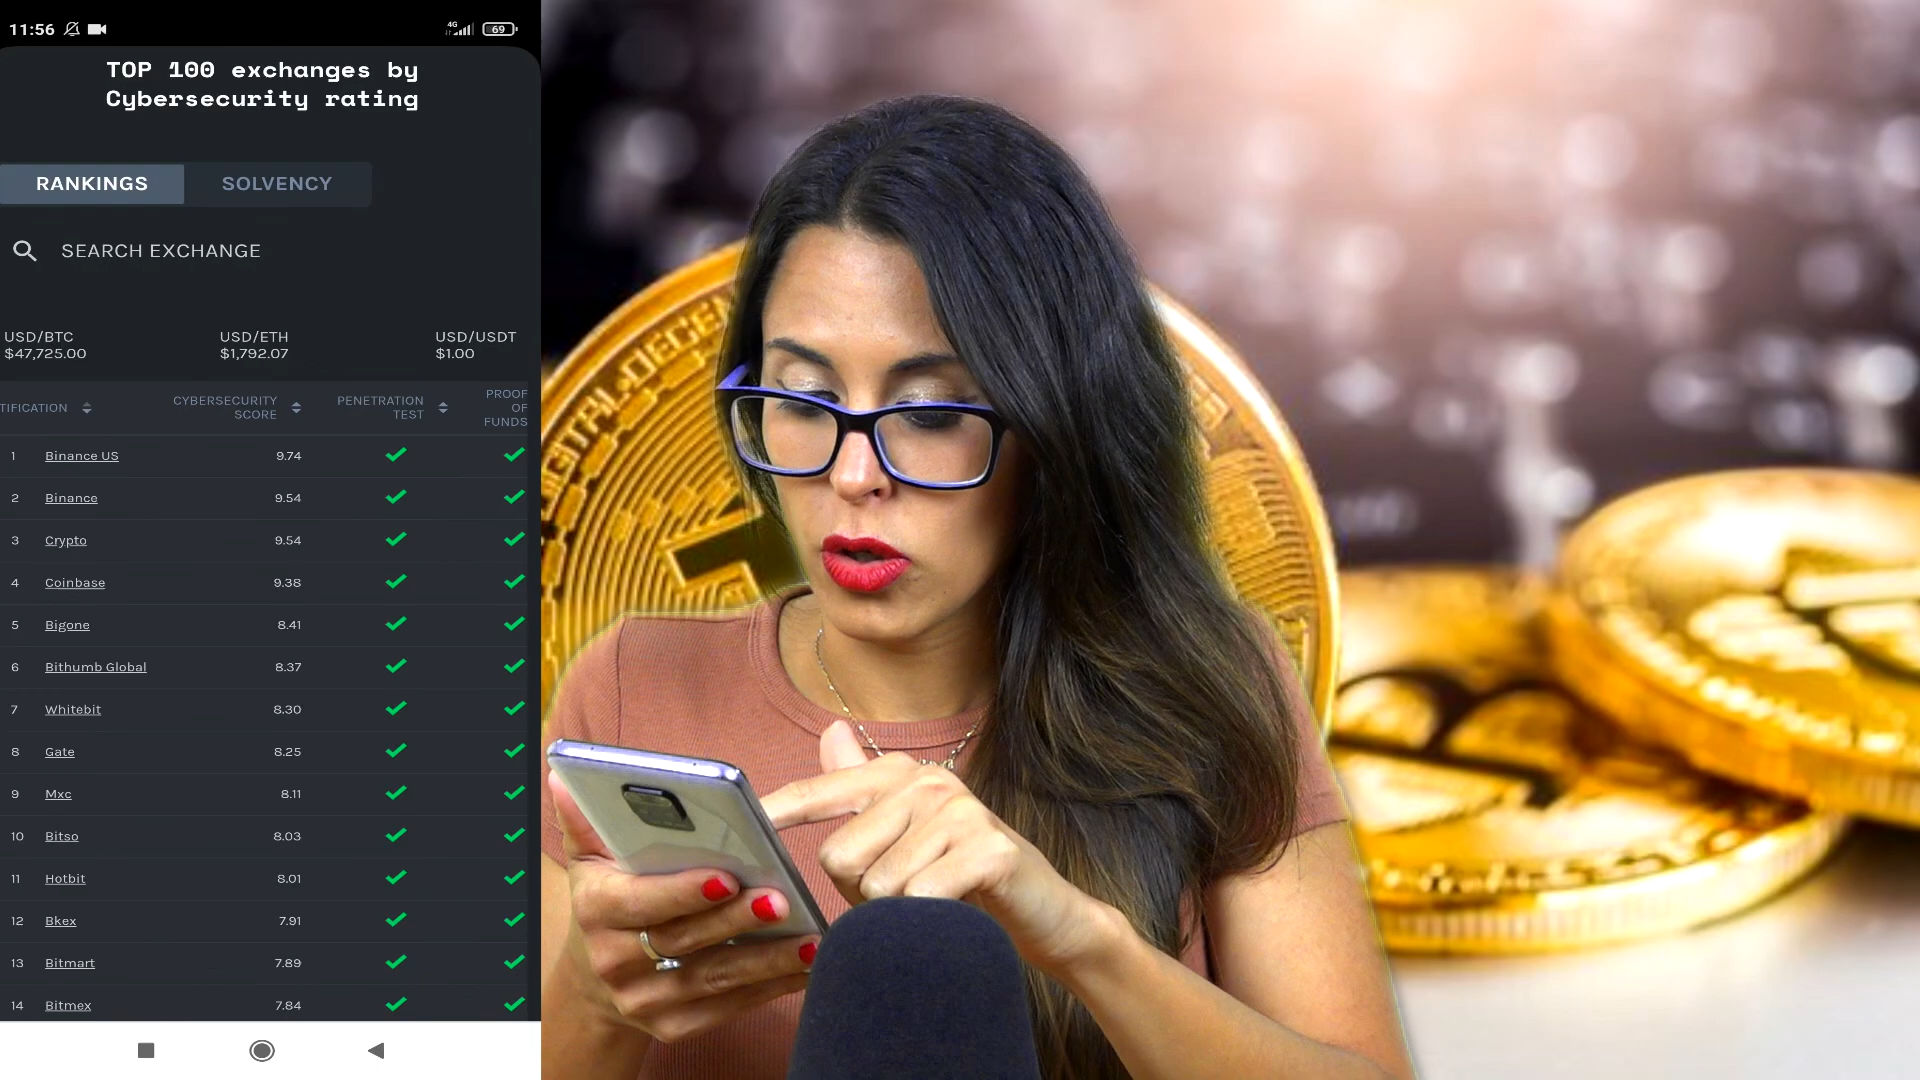 11:56
4G
69
TOP 100 exchanges by
Cybersecurity rating
RANKINGS
SOLVENCY
SEARCH EXCHANGE
USD/BTC
$47,725.00
USD/ETH
$1,792.07
USD/USDT
$1.00
TIFICATION
CYBERSECURITY
SCORE
PENETRATION
TEST
PROOF
OF
FUNDS
1 Binance US 9.74
2 Binance 9.54
3 Crypto 9.54
4 Coinbase 9.38
5 Bigone 8.41
6 Bithumb Global 8.37
7 Whitebit 8.30
8 Gate 8.25
9 Mxc 8.11
10 Bitso 8.03
11 Hotbit 8.01
12 Bkex 7.91
13 Bitmart 7.89
14 Bitmex 7.84
DIGITAL
DECEN